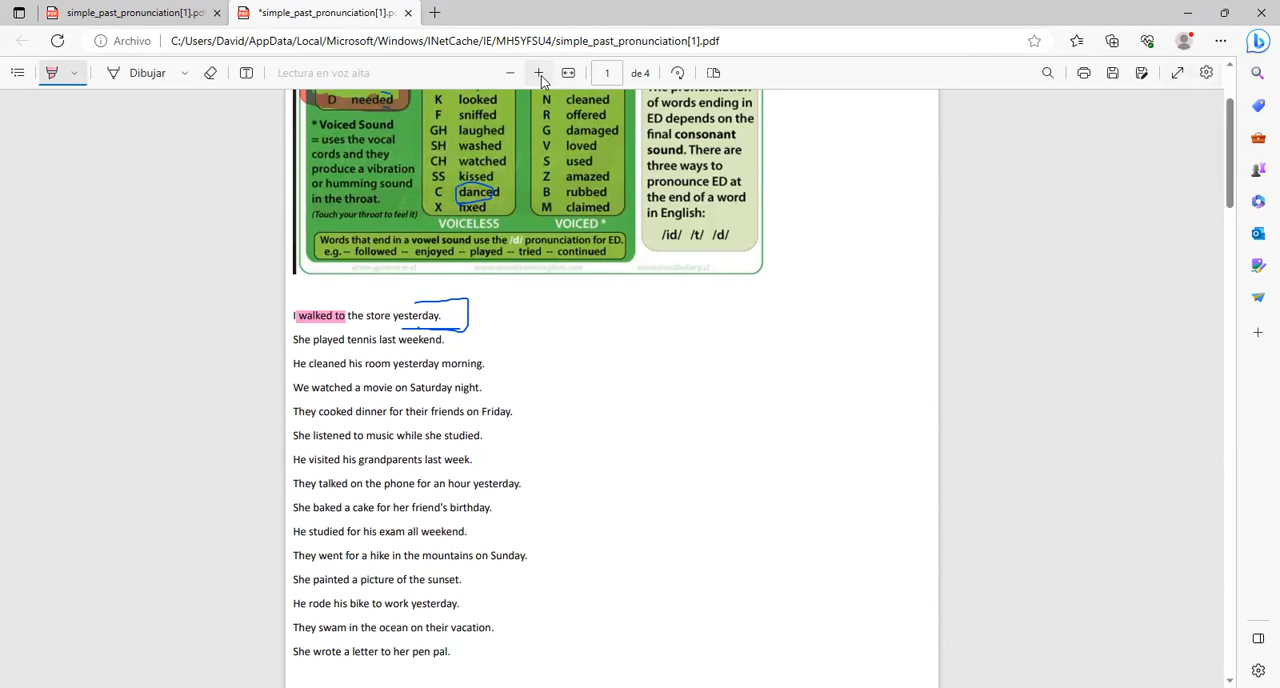 simple_past_pronunciation[1].pdf
*simple_past_pronunciation[1].pc
Archivo
C:/Users/David/AppData/Local/Microsoft/Windows/INetCache/IE/MH5YFSU4/simple_past_pronunciation[1].pdf
Dibujar
Lectura en voz alta
1
de 4
D needed
* Voiced Sound
= uses the vocal
cords and they
produce a vibration
or humming sound
in the throat.
(Touch your throat to feel it)
K looked
F sniffed
GH laughed
SH washed
CH watched
SS kissed
C danced
X fixed
VOICELESS
N cleaned
R offered
G damaged
V loved
S used
Z amazed
B rubbed
M claimed
VOICED *
Words that end in a vowel sound use the /d/ pronunciation for ED.
e.g. -- followed -- enjoyed -- played -- tried -- continued
The pronunciation
of words ending in
ED depends on the
final consonant
sound. There are
three ways to
pronounce ED at
the end of a word
in English:
/id/ /t/ /d/
I walked to the store yesterday.
She played tennis last weekend.
He cleaned his room yesterday morning.
We watched a movie on Saturday night.
They cooked dinner for their friends on Friday.
She listened to music while she studied.
He visited his grandparents last week.
They talked on the phone for an hour yesterday.
She baked a cake for her friend's birthday.
He studied for his exam all weekend.
They went for a hike in the mountains on Sunday.
She painted a picture of the sunset.
He rode his bike to work yesterday.
They swam in the ocean on their vacation.
She wrote a letter to her pen pal.